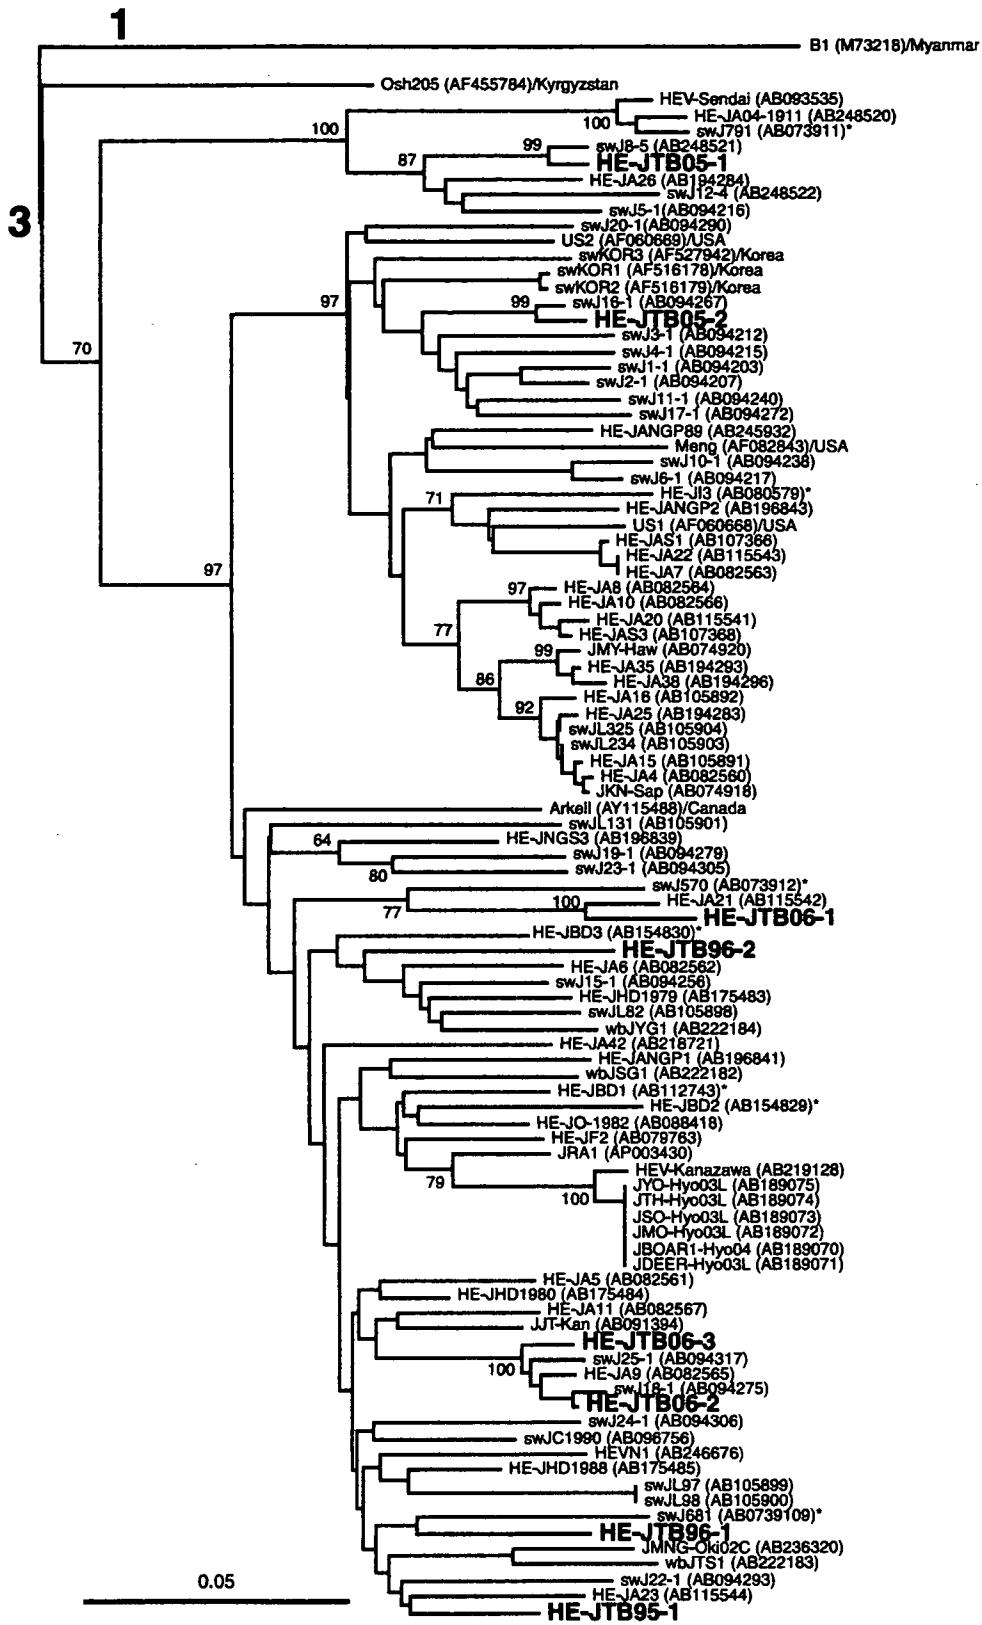 1
B1 (M73218)/Myanmar
Osh205 (AF455784)/Kyrgyzstan
HEV-Sendai (AB093535)
HE-JA04-1911 (AB248520)
100
100
swJ791 (AB073911)*
99
swJ8-5 (AB248521)
87
HE-JTB05-1
HE-JA26 (AB194284)
swJ12-4 (AB248522)
swJ5-1(AB094216)
3
swJ20-1(AB094290)
US2 (AF060669)/USA
swKOR3 (AF527942)/Korea
swKOR1 (AF516178)/Korea
swKOR2 (AF516179)/Korea
97
99
swJ16-1 (AB094267)
HE-JTB05-2
swJ3-1 (AB094212)
70
swJ4-1 (AB094215)
swJ1-1 (AB094203)
swJ2-1 (AB094207)
swJ11-1 (AB094240)
swJ17-1 (AB094272)
HE-JANGP89 (AB245932)
Meng (AF082843)/USA
swJ10-1 (AB094238)
swJ6-1 (AB094217)
71
HE-JI3 (AB080579)*
HE-JANGP2 (AB196843)
US1 (AF060668)/USA
HE-JAS1 (AB107366)
HE-JA22 (AB115543)
97
HE-JA7 (AB082563)
97
HE-JA8 (AB082564)
HE-JA10 (AB082566)
HE-JA20 (AB115541)
77
HE-JAS3 (AB107368)
99
JMY-Haw (AB074920)
HE-JA35 (AB194293)
86
HE-JA38 (AB194296)
HE-JA16 (AB105892)
92
HE-JA25 (AB194283)
swJL325 (AB105904)
swJL234 (AB105903)
HE-JA15 (AB105891)
HE-JA4 (AB082560)
JKN-Sap (AB074918)
Arkell (AY115488)/Canada
swJL131 (AB105901)
64
HE-JNGS3 (AB196839)
swJ19-1 (AB094279)
80
swJ23-1 (AB094305)
swJ570 (AB073912)*
77
100
HE-JA21 (AB115542)
HE-JTB06-1
HE-JBD3 (AB154830)*
HE-JTB96-2
HE-JA6 (AB082562)
swJ15-1 (AB094256)
HE-JHD1979 (AB175483)
swJL82 (AB105898)
wbJYG1 (AB222184)
HE-JA42 (AB218721)
HE-JANGP1 (AB196841)
wbJSG1 (AB222182)
HE-JBD1 (AB112743)*
HE-JBD2 (AB154829)*
HE-JO-1982 (AB088418)
HE-JF2 (AB079763)
JRA1 (AP003430)
79
HEV-Kanazawa (AB219128)
JYO-Hyo03L (AB189075)
100
JTH-Hyo03L (AB189074)
JSO-Hyo03L (AB189073)
JMO-Hyo03L (AB189072)
JBOAR1-Hyo04 (AB189070)
JDEER-Hyo03L (AB189071)
HE-JA5 (AB082561)
HE-JHD1980 (AB175484)
HE-JA11 (AB082567)
JJT-Kan (AB091394)
HE-JTB06-3
100
swJ25-1 (AB094317)
HE-JA9 (AB082565)
swJ18-1 (AB094275)
HE-JTB06-2
swJ24-1 (AB094306)
swJC1990 (AB096756)
HEVN1 (AB246676)
HE-JHD1988 (AB175485)
swJL97 (AB105899)
swJL98 (AB105900)
swJ681 (AB0739109)*
HE-JTB96-1
JMNG-Oki02C (AB236320)
wbJTS1 (AB222183)
0.05
swJ22-1 (AB094293)
HE-JA23 (AB115544)
HE-JTB95-1